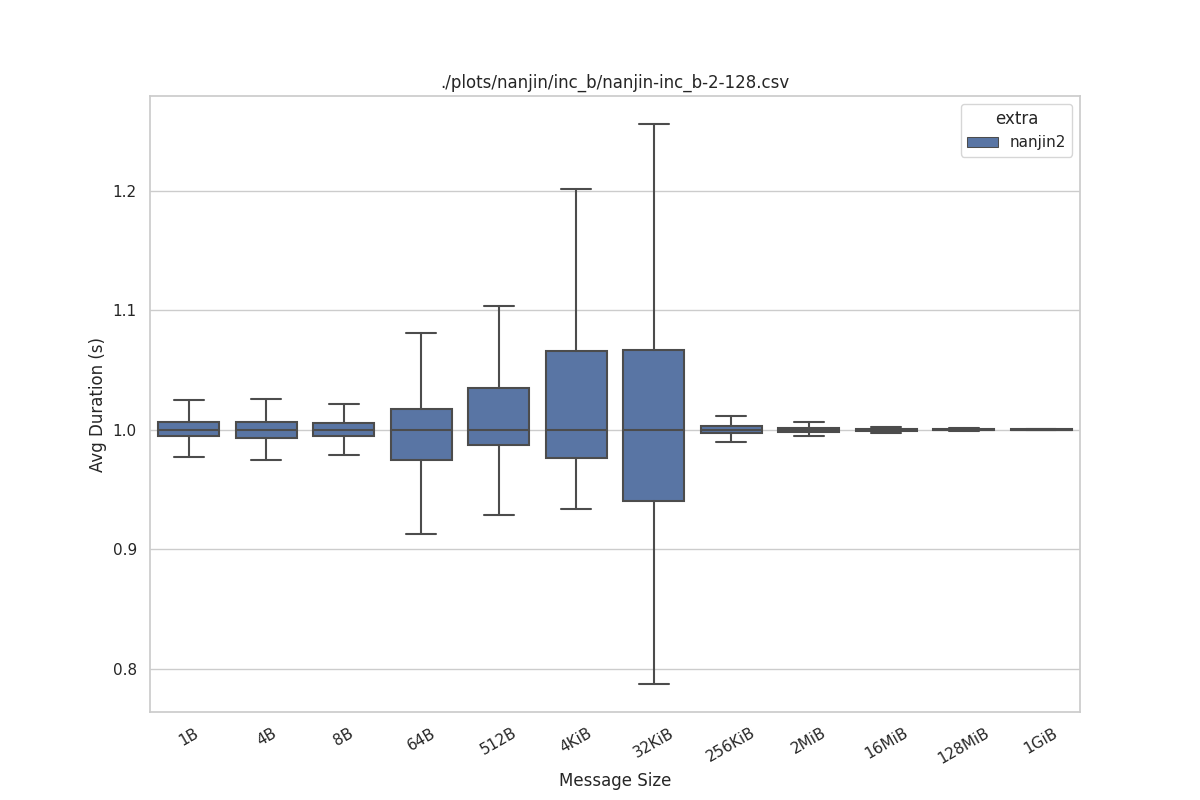 ./plots/nanjin/inc_b/nanjin-inc_b-2-128.csv
extra
nanjin2
1.2
1.1
1.0
0.9
0.8
Avg Duration (s)
1B 4B 8B 64B 512B 4KiB 32KiB 256KiB 2MiB 16MiB 128MiB 1GiB
Message Size